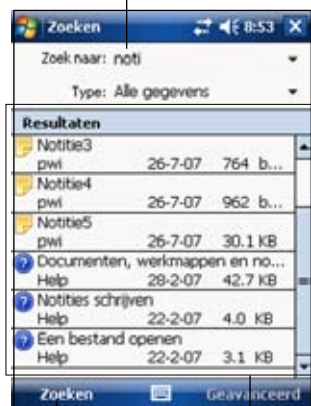 Zoeken 8:53
Zoek naar: noti
Type: Alle gegevens
Resultaten
Notitie3
pwi 26-7-07 764 b...
Notitie4
pwi 26-7-07 962 b...
Notitie5
pwi 26-7-07 30.1 KB
Documenten, werkmappen en no...
Help 28-2-07 42.7 KB
Notities schrijven
Help 22-2-07 4.0 KB
Een bestand openen
Help 22-2-07 3.1 KB
Zoeken Geavanceerd